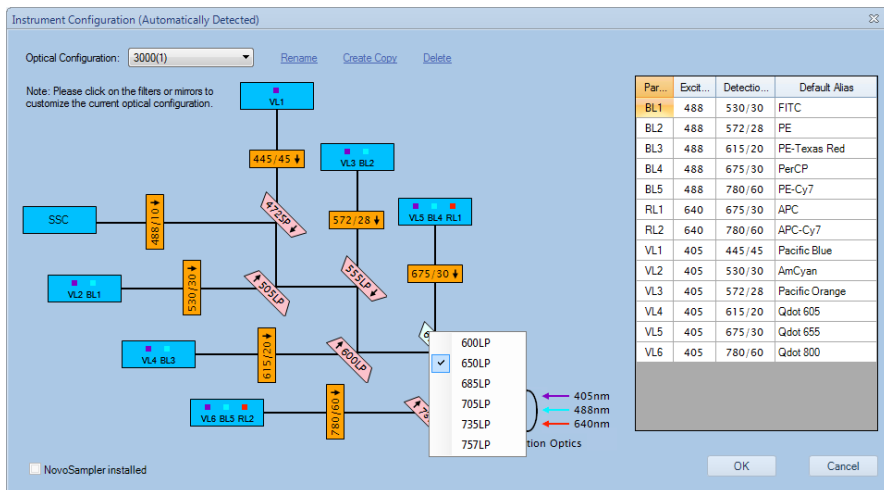 Instrument Configuration (Automatically Detected)
Optical Configuration: 3000(1) Rename Create Copy Delete
Note: Please click on the filters or mirrors to
customize the current optical configuration.
VL1
445/45
VL3 BL2
472SP
572/28
VL5 BL4 RL1
SSC
488/10
555LP
675/30
VL2 BL1
530/30
505LP
VL4 BL3
615/20
600LP
VL6 BL5 RL2
780/60
600LP
650LP
685LP
705LP
735LP
757LP
405nm
488nm
640nm
Optics
Par... Excit... Detectio... Default Alias
BL1 488 530/30 FITC
BL2 488 572/28 PE
BL3 488 615/20 PE-Texas Red
BL4 488 675/30 PerCP
BL5 488 780/60 PE-Cy7
RL1 640 675/30 APC
RL2 640 780/60 APC-Cy7
VL1 405 445/45 Pacific Blue
VL2 405 530/30 AmCyan
VL3 405 572/28 Pacific Orange
VL4 405 615/20 Qdot 605
VL5 405 675/30 Qdot 655
VL6 405 780/60 Qdot 800
NovoSampler installed
OK Cancel